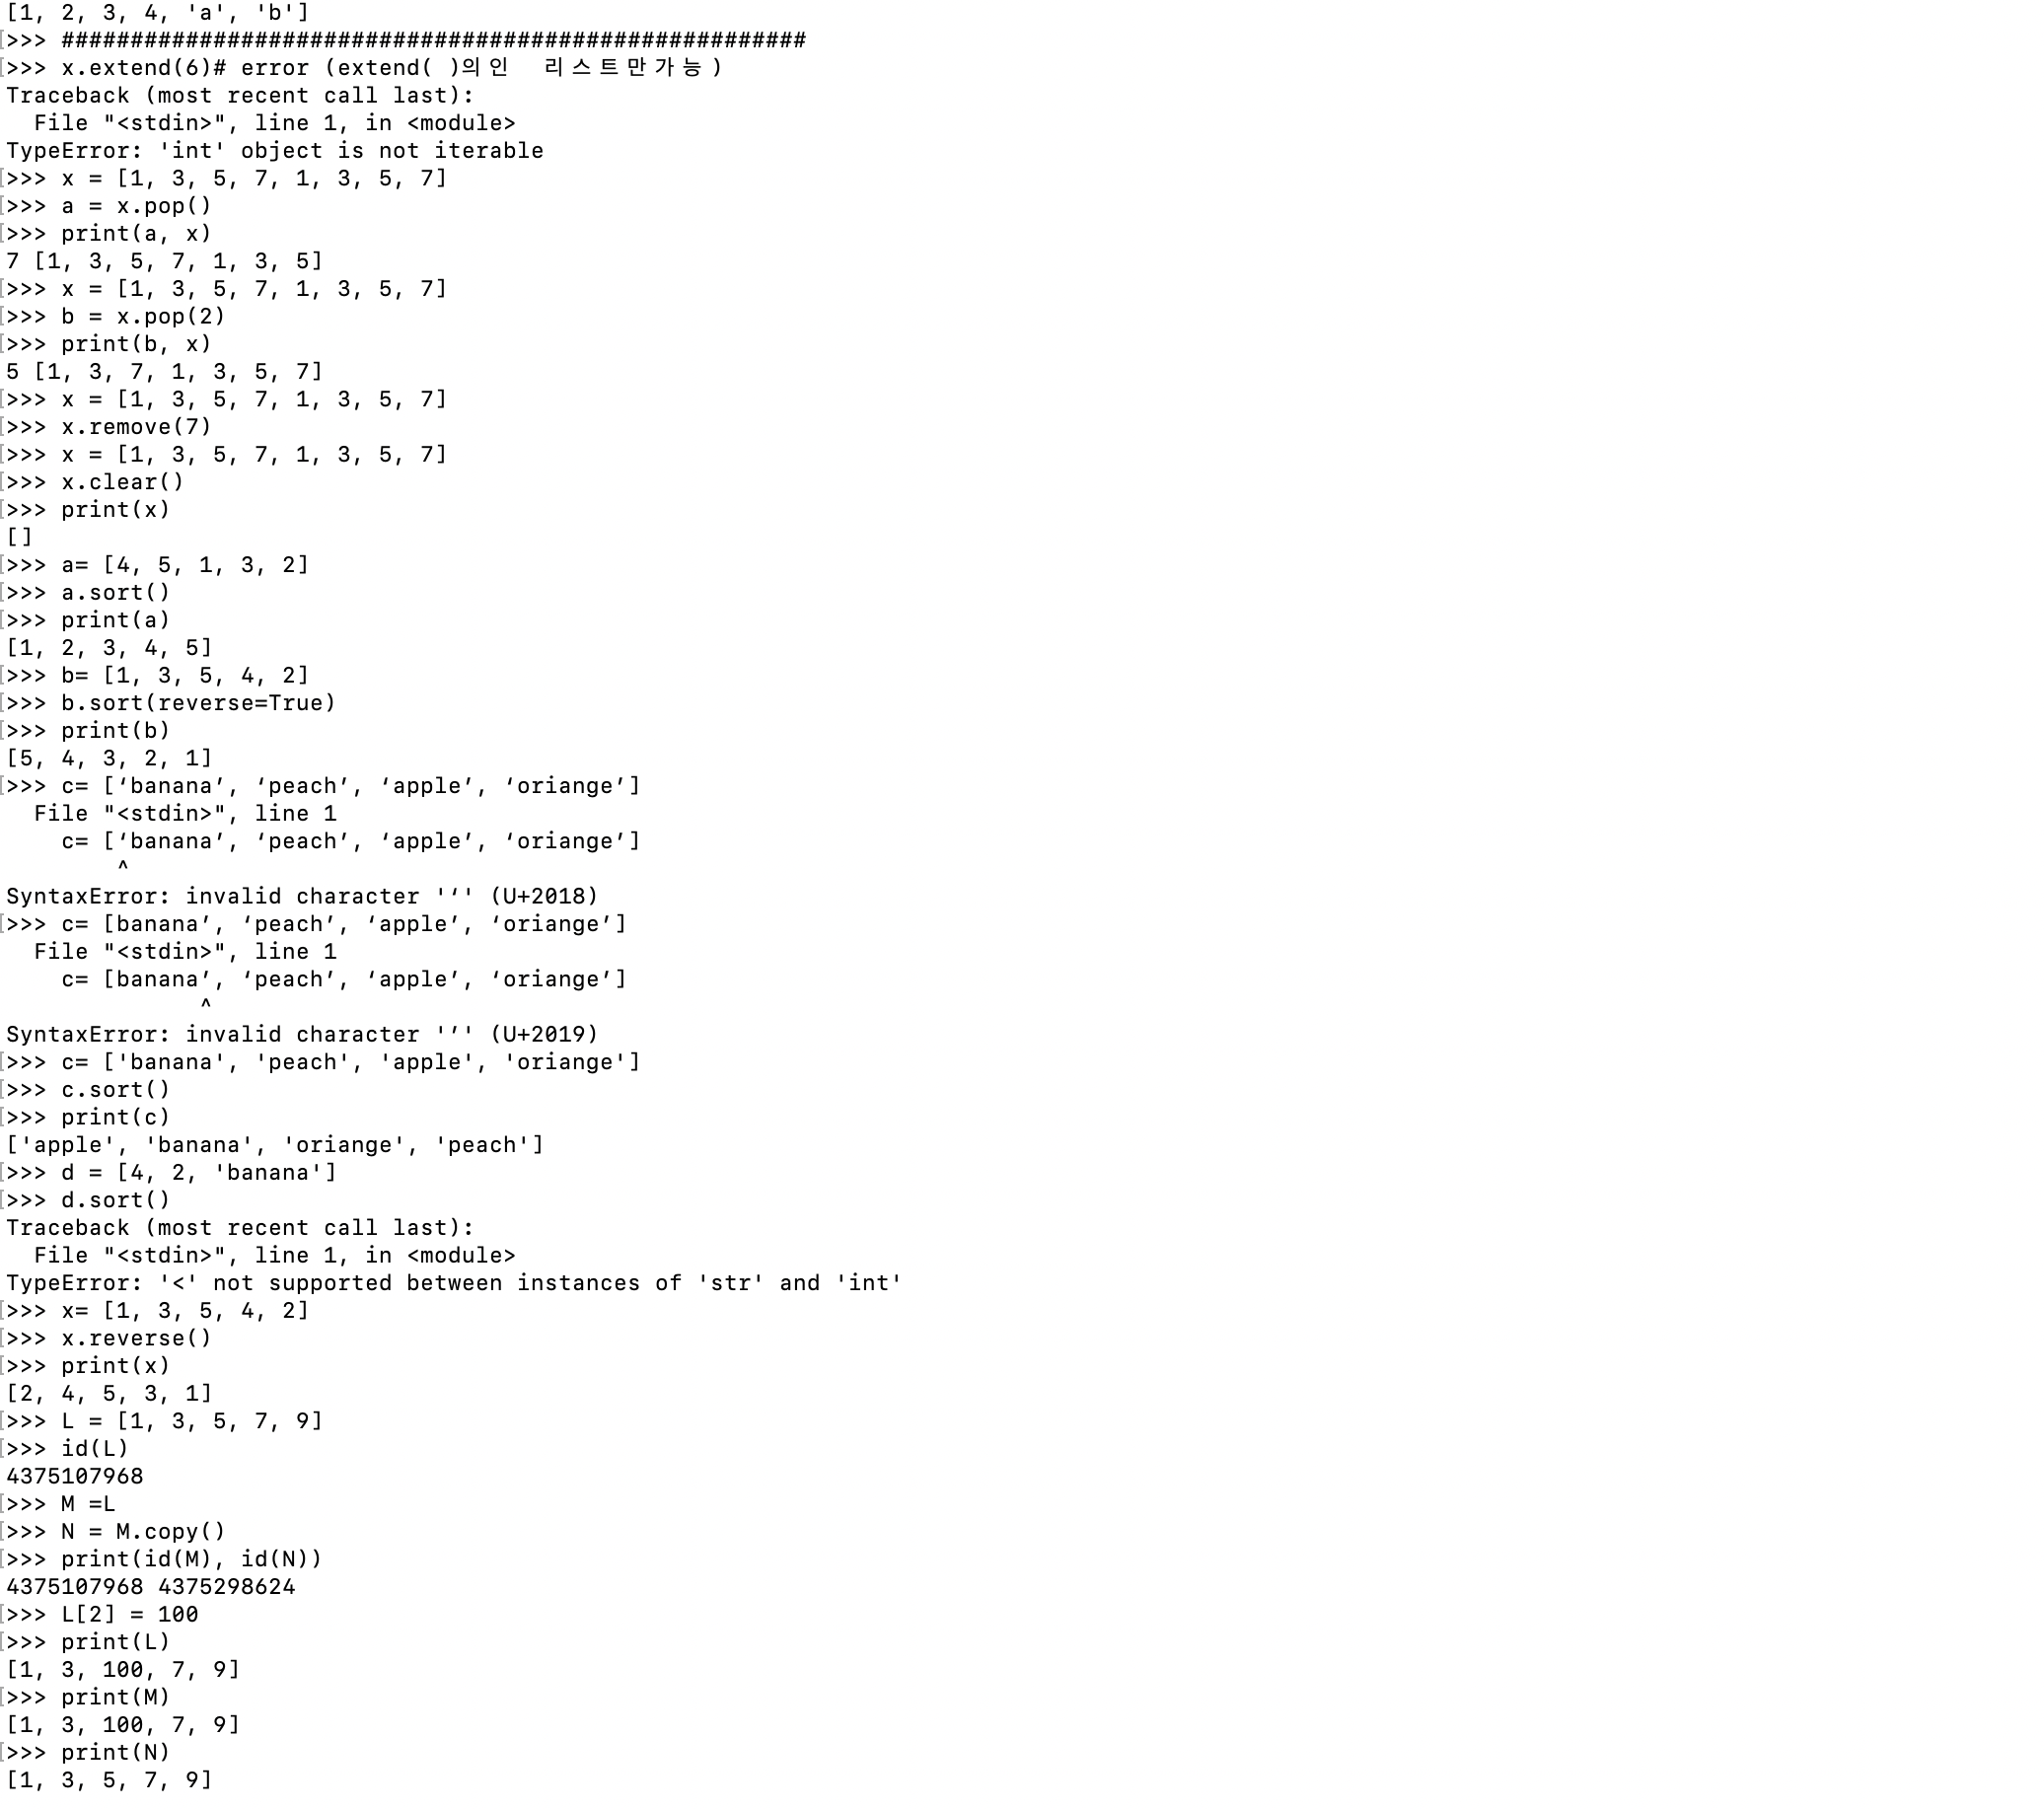 [1, 2, 3, 4, 'a', 'b']
>>> ######################################################
>>> x.extend(6)# error (extend( )의인  리스트만가능)
Traceback (most recent call last):
  File "<stdin>", line 1, in <module>
TypeError: 'int' object is not iterable
>>> x = [1, 3, 5, 7, 1, 3, 5, 7]
>>> a = x.pop()
>>> print(a, x)
7 [1, 3, 5, 7, 1, 3, 5]
>>> x = [1, 3, 5, 7, 1, 3, 5, 7]
>>> b = x.pop(2)
>>> print(b, x)
5 [1, 3, 7, 1, 3, 5, 7]
>>> x = [1, 3, 5, 7, 1, 3, 5, 7]
>>> x.remove(7)
>>> x = [1, 3, 5, 7, 1, 3, 5, 7]
>>> x.clear()
>>> print(x)
[]
>>> a= [4, 5, 1, 3, 2]
>>> a.sort()
>>> print(a)
[1, 2, 3, 4, 5]
>>> b= [1, 3, 5, 4, 2]
>>> b.sort(reverse=True)
>>> print(b)
[5, 4, 3, 2, 1]
>>> c= [‘banana’, ‘peach’, ‘apple’, ‘oriange’]
  File "<stdin>", line 1
    c= [‘banana’, ‘peach’, ‘apple’, ‘oriange’]
        ^
SyntaxError: invalid character '‘' (U+2018)
>>> c= [banana’, ‘peach’, ‘apple’, ‘oriange’]
  File "<stdin>", line 1
    c= [banana’, ‘peach’, ‘apple’, ‘oriange’]
              ^
SyntaxError: invalid character '’' (U+2019)
>>> c= ['banana', 'peach', 'apple', 'oriange']
>>> c.sort()
>>> print(c)
['apple', 'banana', 'oriange', 'peach']
>>> d = [4, 2, 'banana']
>>> d.sort()
Traceback (most recent call last):
  File "<stdin>", line 1, in <module>
TypeError: '<' not supported between instances of 'str' and 'int'
>>> x= [1, 3, 5, 4, 2]
>>> x.reverse()
>>> print(x)
[2, 4, 5, 3, 1]
>>> L = [1, 3, 5, 7, 9]
>>> id(L)
4375107968
>>> M =L
>>> N = M.copy()
>>> print(id(M), id(N))
4375107968 4375298624
>>> L[2] = 100
>>> print(L)
[1, 3, 100, 7, 9]
>>> print(M)
[1, 3, 100, 7, 9]
>>> print(N)
[1, 3, 5, 7, 9]